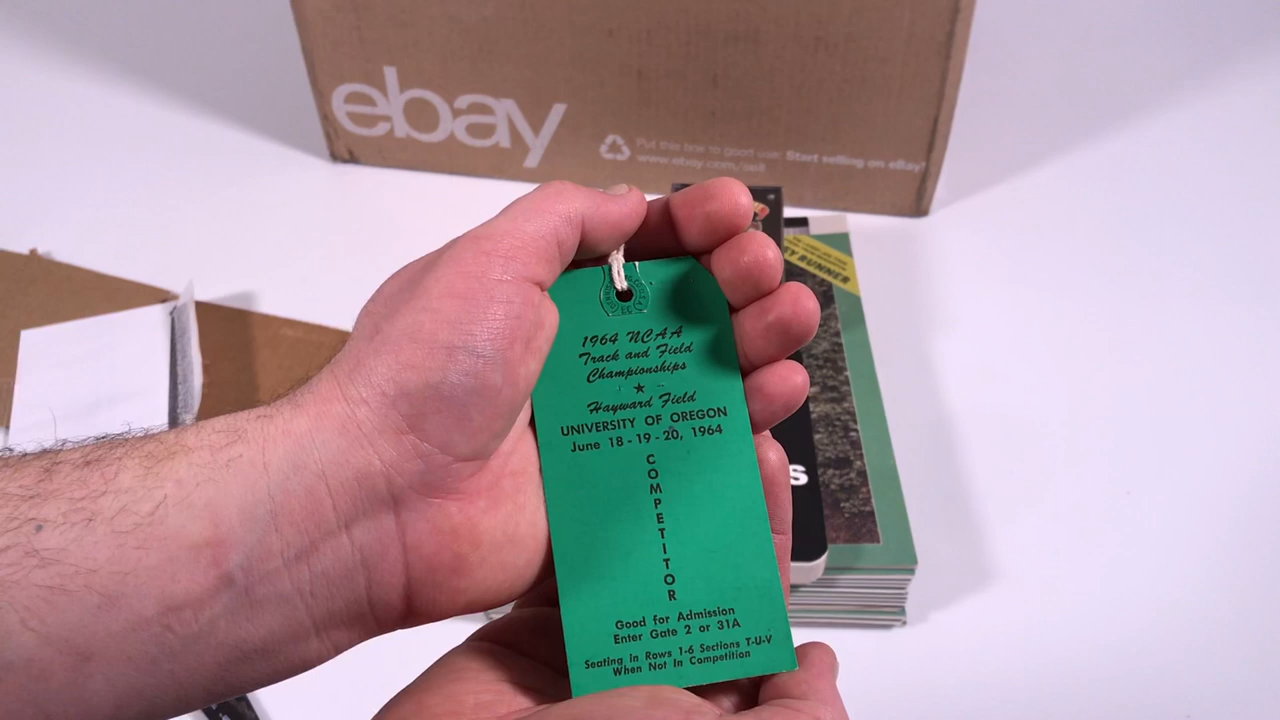 ebay
Put this box to good use: Start selling on eBay!
www.ebay.com/sell
EY RUNNER
1964 NCAA
Track and Field
Championships
Hayward Field
UNIVERSITY OF OREGON
June 18-19-20, 1964
COMPETITOR
Good for Admission
Enter Gate 2 or 31A
Seating in Rows 1-6 Sections T-U-V
When Not In Competition
S